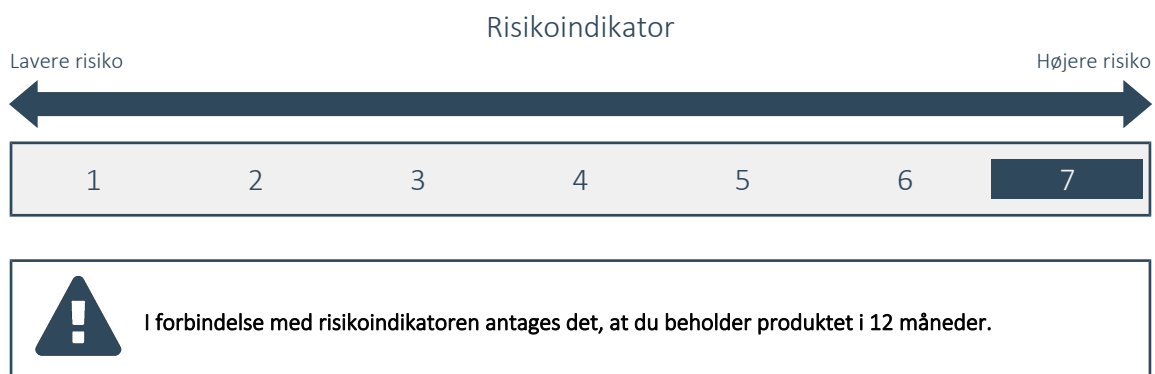 Risikoindikator
Lavere risiko Højere risiko
1 2 3 4 5 6 7
I forbindelse med risikoindikatoren antages det, at du beholder produktet i 12 måneder.